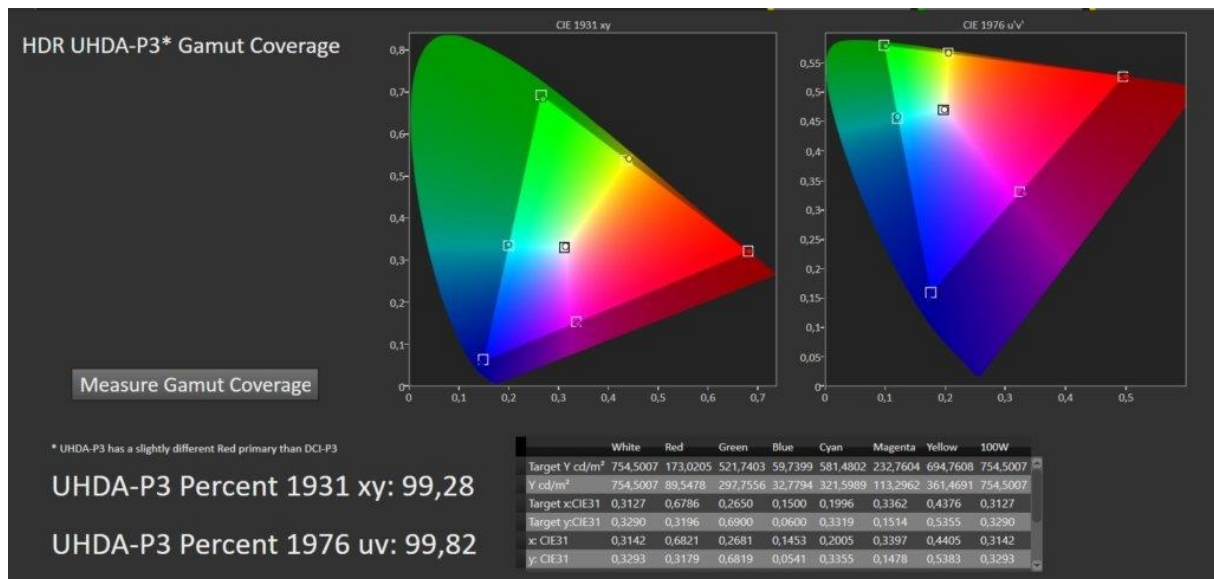 HDR UHDA-P3* Gamut Coverage
CIE 1931 xy
0,8
0,7
0,6
0,5
0,4
0,3
0,2
0,1
0
0 0,1 0,2 0,3 0,4 0,5 0,6 0,7
CIE 1976 u'v'
0,55
0,5
0,45
0,4
0,35
0,3
0,25
0,2
0,15
0,1
0,05
0
0 0,1 0,2 0,3 0,4 0,5
Measure Gamut Coverage
* UHDA-P3 has a slightly different Red primary than DCI-P3
UHDA-P3 Percent 1931 xy: 99,28
UHDA-P3 Percent 1976 uv: 99,82
White Red Green Blue Cyan Magenta Yellow 100W
Target Y cd/m² 754,5007 173,0205 521,7403 59,7399 581,4802 232,7604 694,7608 754,5007
Y cd/m² 754,5007 89,5478 297,7556 32,7794 321,5989 113,2962 361,4691 754,5007
Target x:CIE31 0,3127 0,6786 0,2650 0,1500 0,1996 0,3362 0,4376 0,3127
Target y:CIE31 0,3290 0,3196 0,6900 0,0600 0,3319 0,1514 0,5355 0,3290
x: CIE31 0,3142 0,6821 0,2681 0,1453 0,2005 0,3397 0,4405 0,3142
y: CIE31 0,3293 0,3179 0,6819 0,0541 0,3355 0,1478 0,5383 0,3293